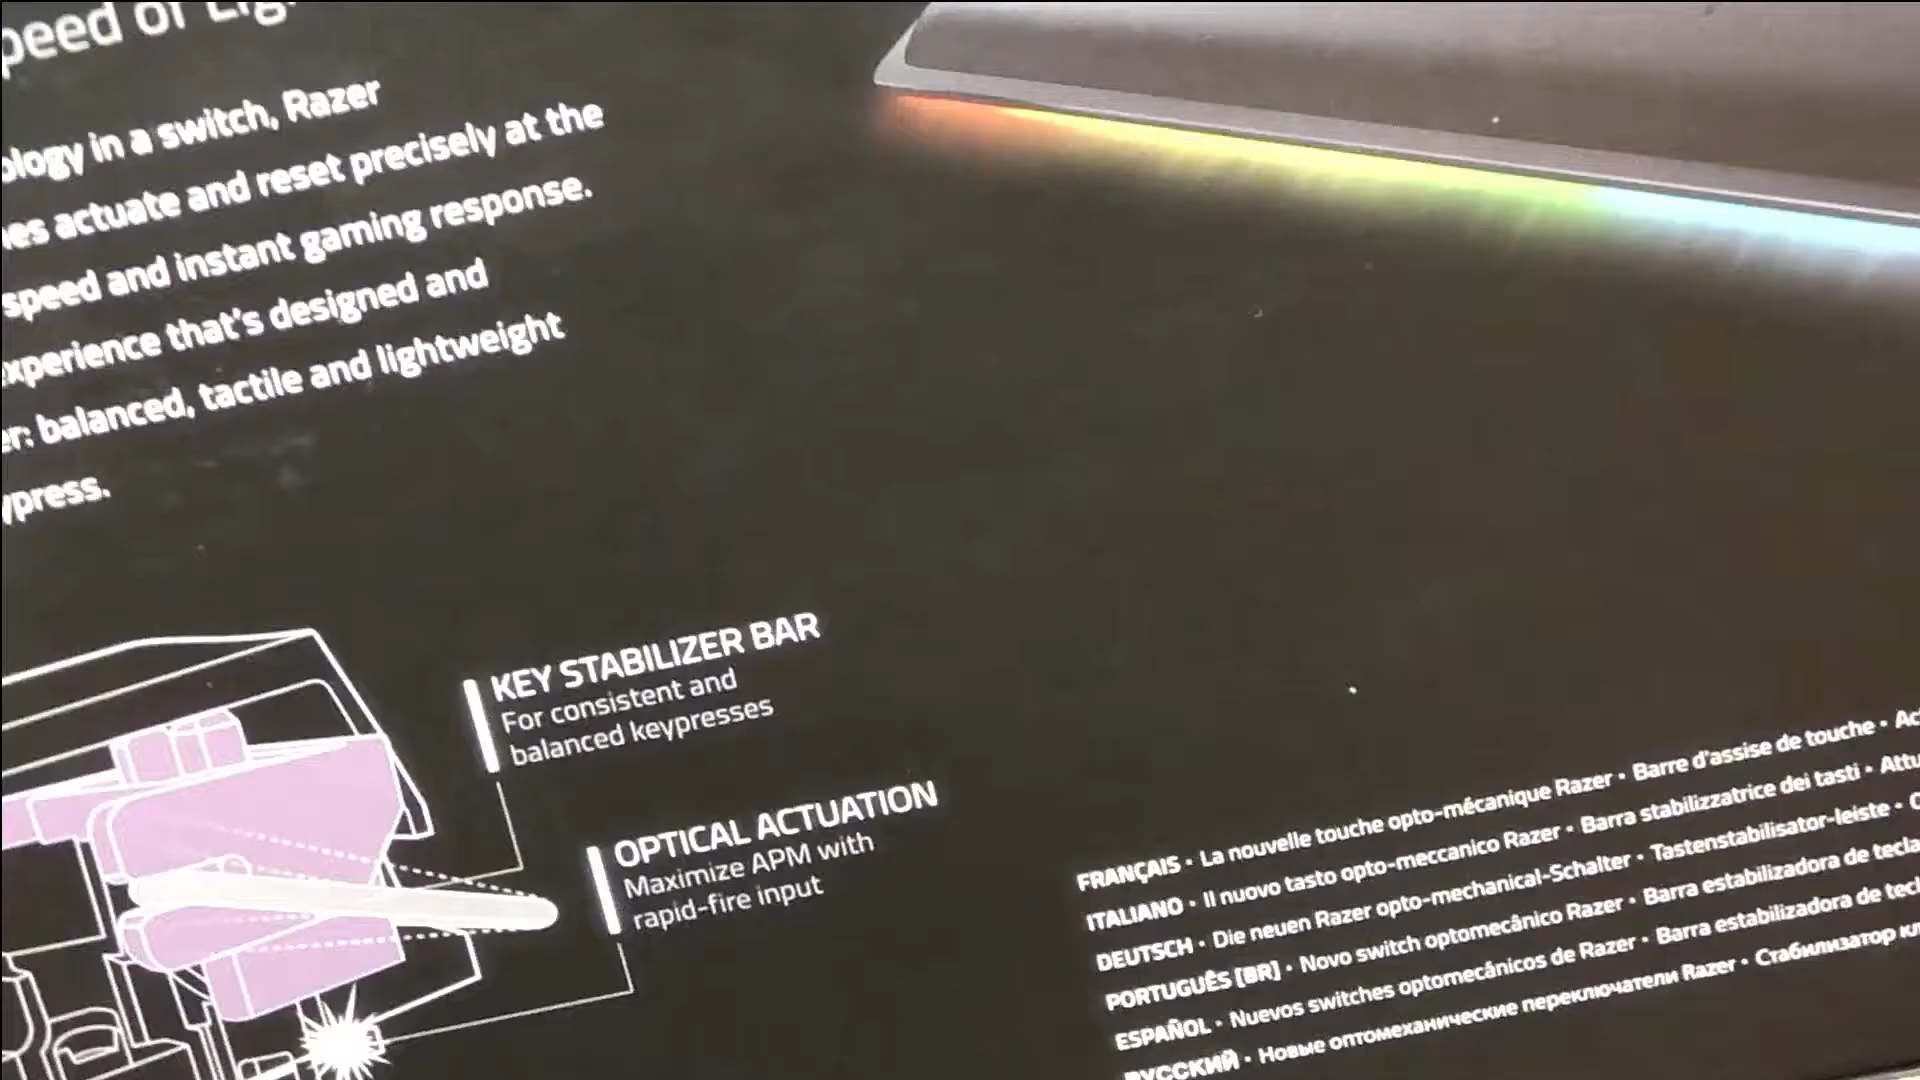 peed of Lig
ology in a switch, Razer
hes actuate and reset precisely at the
speed and instant gaming response.
experience that's designed and
er: balanced, tactile and lightweight
ypress.
KEY STABILIZER BAR
For consistent and
balanced keypresses
OPTICAL ACTUATION
Maximize APM with
rapid-fire input
FRANÇAIS • La nouvelle touche opto-mécanique Razer • Barre d'assise de touche • Ac
ITALIANO • Il nuovo tasto opto-meccanico Razer • Barra stabilizzatrice dei tasti • Attu
DEUTSCH • Die neuen Razer opto-mechanical-Schalter • Tastenstabilisator-leiste • O
PORTUGUÊS [BR] • Novo switch optomecânico Razer • Barra estabilizadora de tecla
ESPAÑOL • Nuevos switches optomecánicos de Razer • Barra estabilizadora de tecl
РУССКИЙ • Новые оптомеханические переключатели Razer • Стабилизатор кл